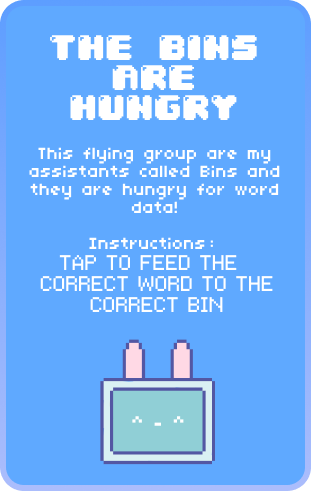 THE BINS
ARE
HUNGRY
This flying group are my
assistants called Bins and
they are hungry for word
data!
Instructions:
TAP TO FEED THE
CORRECT WORD TO THE
CORRECT BIN